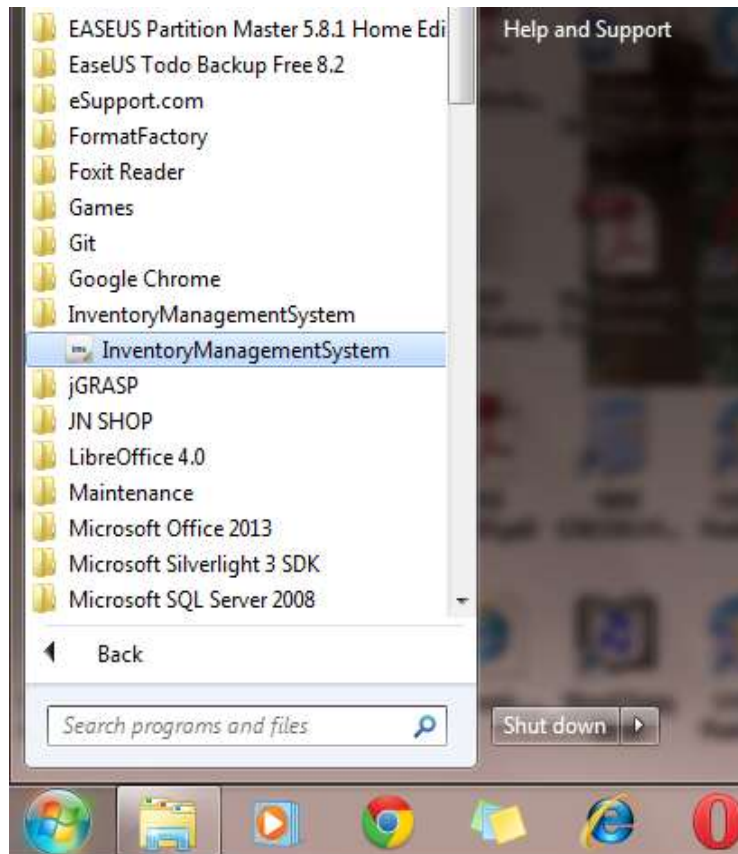 EASEUS Partition Master 5.8.1 Home Edi
EaseUS Todo Backup Free 8.2
eSupport.com
FormatFactory
Foxit Reader
Games
Git
Google Chrome
InventoryManagementSystem
InventoryManagementSystem
jGRASP
JN SHOP
LibreOffice 4.0
Maintenance
Microsoft Office 2013
Microsoft Silverlight 3 SDK
Microsoft SQL Server 2008
Back
Search programs and files
Help and Support
Shut down